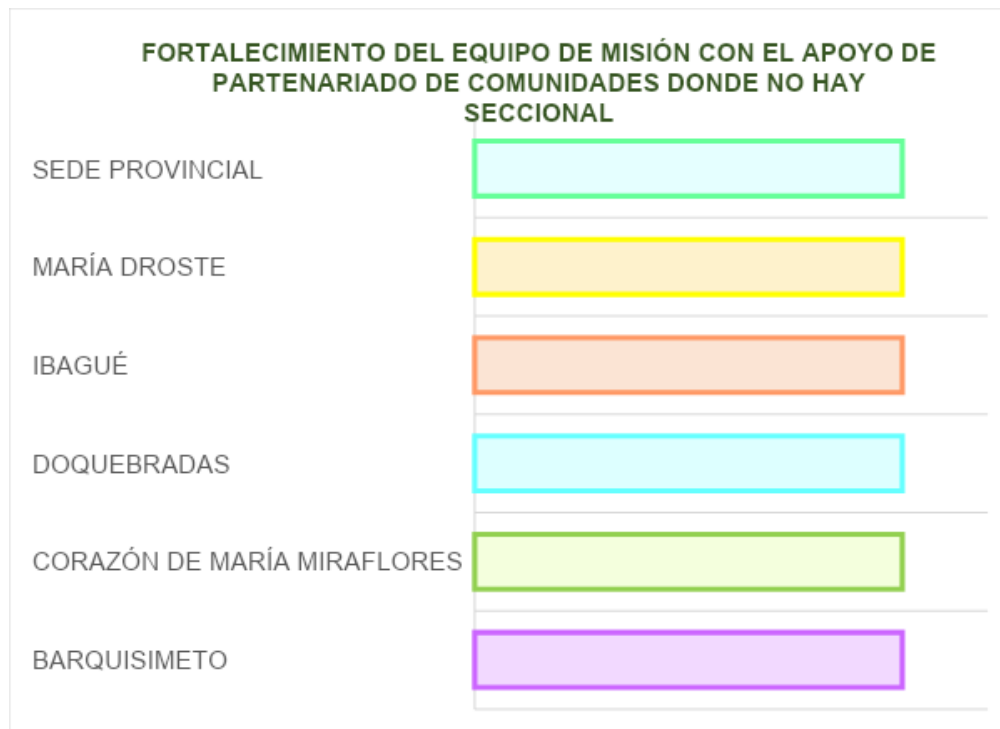 FORTALECIMIENTO DEL EQUIPO DE MISIÓN CON EL APOYO DE
PARTENARIADO DE COMUNIDADES DONDE NO HAY
SECCIONAL
SEDE PROVINCIAL
MARÍA DROSTE
IBAGUÉ
DOQUEBRADAS
CORAZÓN DE MARÍA MIRAFLORES
BARQUISIMETO